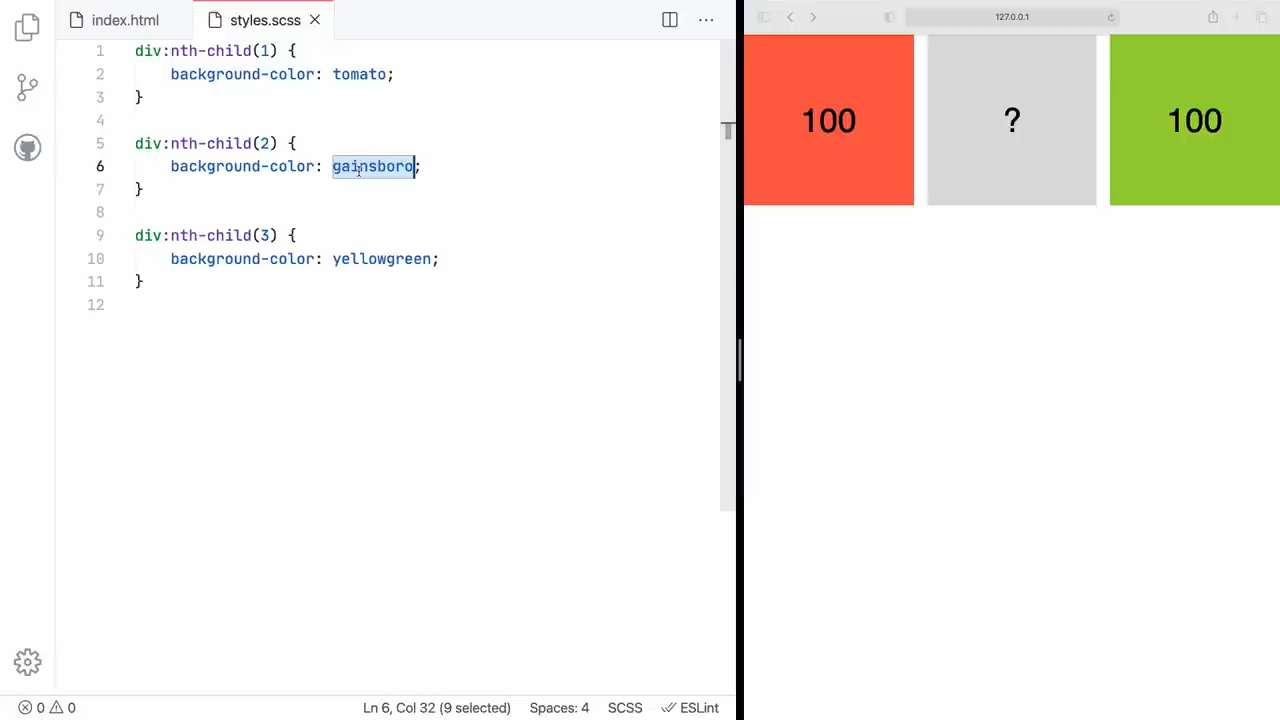 index.html
styles.scss
127.0.0.1
1 div:nth-child(1) {
2 background-color: tomato;
3 }
4
5 div:nth-child(2) {
6 background-color: gainsboro;
7 }
8
9 div:nth-child(3) {
10 background-color: yellowgreen;
11 }
12
100 ? 100
0 0
Ln 6, Col 32 (9 selected)
Spaces: 4
SCSS
ESLint